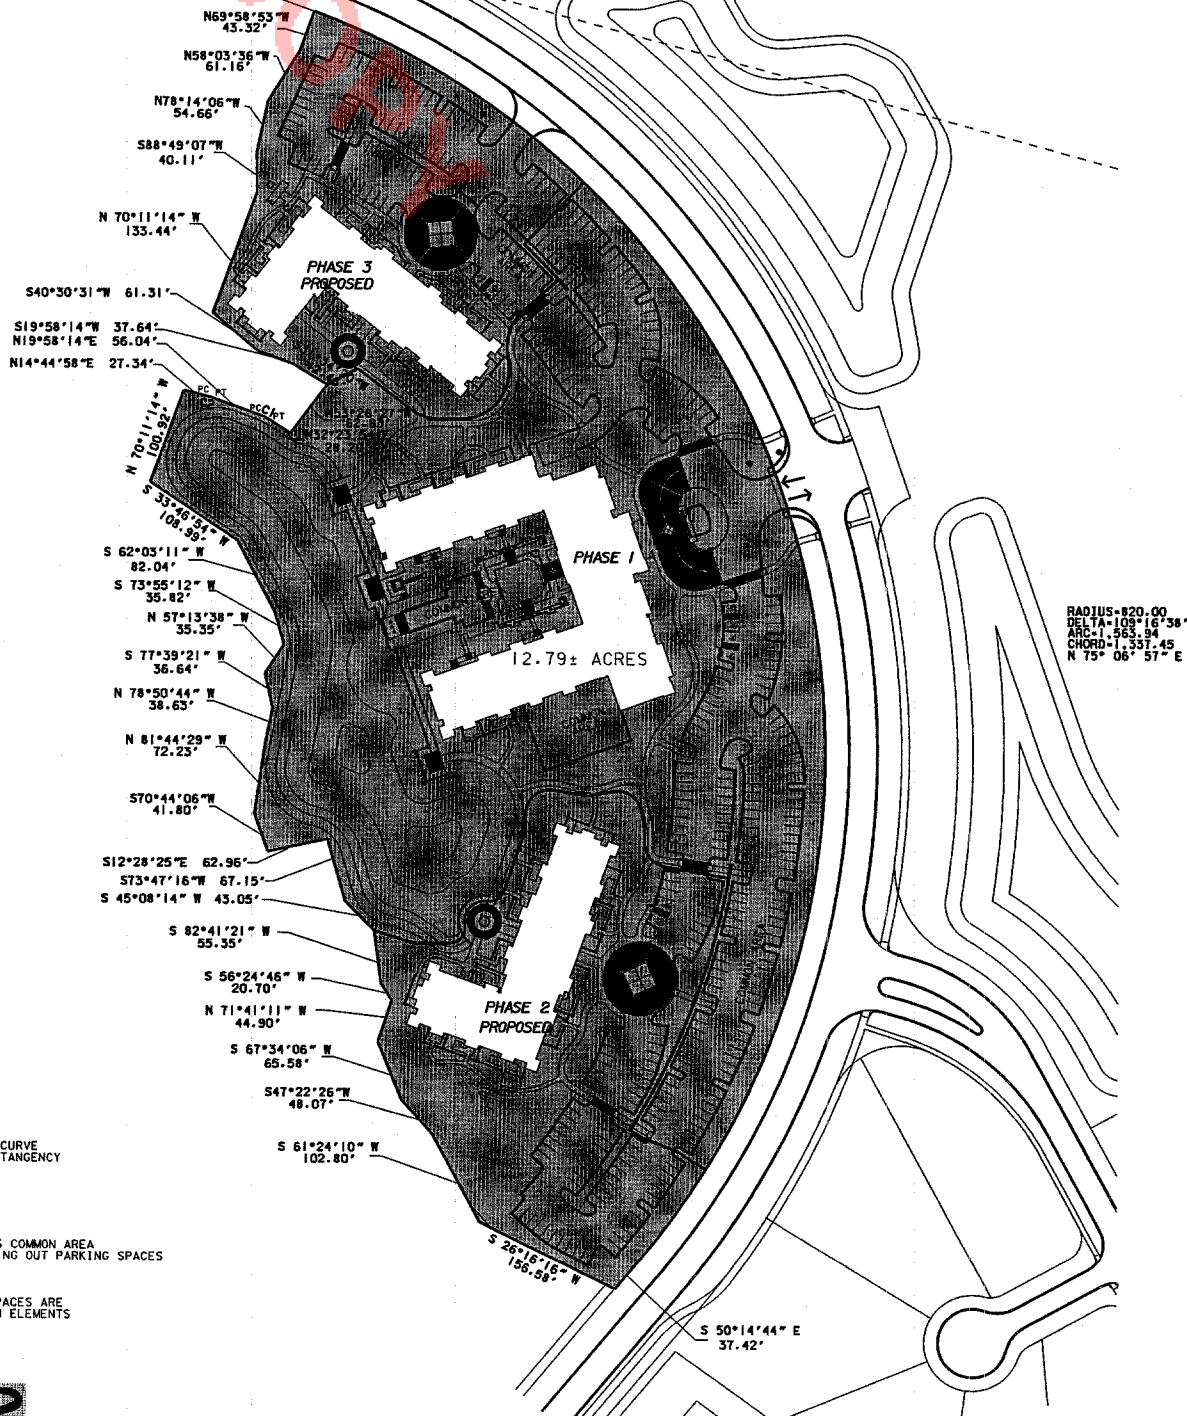 OPY
N69°58'53"W
43.32'
N58°03'36"W
61.16'
N78°14'06"W
54.66'
S88°49'07"W
40.11'
N 70°11'14" W
133.44'
S40°30'31"W 61.31'
S19°58'14"W 37.64'
N19°58'14"E 56.04'
N14°44'58"E 27.34'
PC PT
PCC/PT
N 70°11'14" W
100.92'
S 33°46'54" W
108.99'
S 62°03'11" W
82.04'
S 73°55'12" W
35.82'
N 57°13'38" W
35.35'
S 77°39'21" W
36.64'
N 78°50'44" W
38.63'
N 81°44'29" W
72.23'
S70°44'06"W
41.80'
S12°28'25"E 62.96'
S73°47'16"W 67.15'
S 45°08'14" W 43.05'
S 82°41'21" W
55.35'
S 56°24'46" W
20.70'
N 71°41'11" W
44.90'
S 67°34'06" W
65.58'
S47°22'26"W
48.07'
S 61°24'10" W
102.80'
S 26°16'16" W
156.58'
S 50°14'44" E
37.42'
PHASE 3
PROPOSED
PHASE 1
COMMON
12.79± ACRES
COMMON
PHASE 2
PROPOSED
COMMON AREA
RADIUS=820.00
DELTA=109°16'38"
ARC=1,563.94
CHORD=1,337.45
N 75° 06' 57" E
CURVE
TANGENCY
S COMMON AREA
NG OUT PARKING SPACES
PACES ARE
ELEMENTS